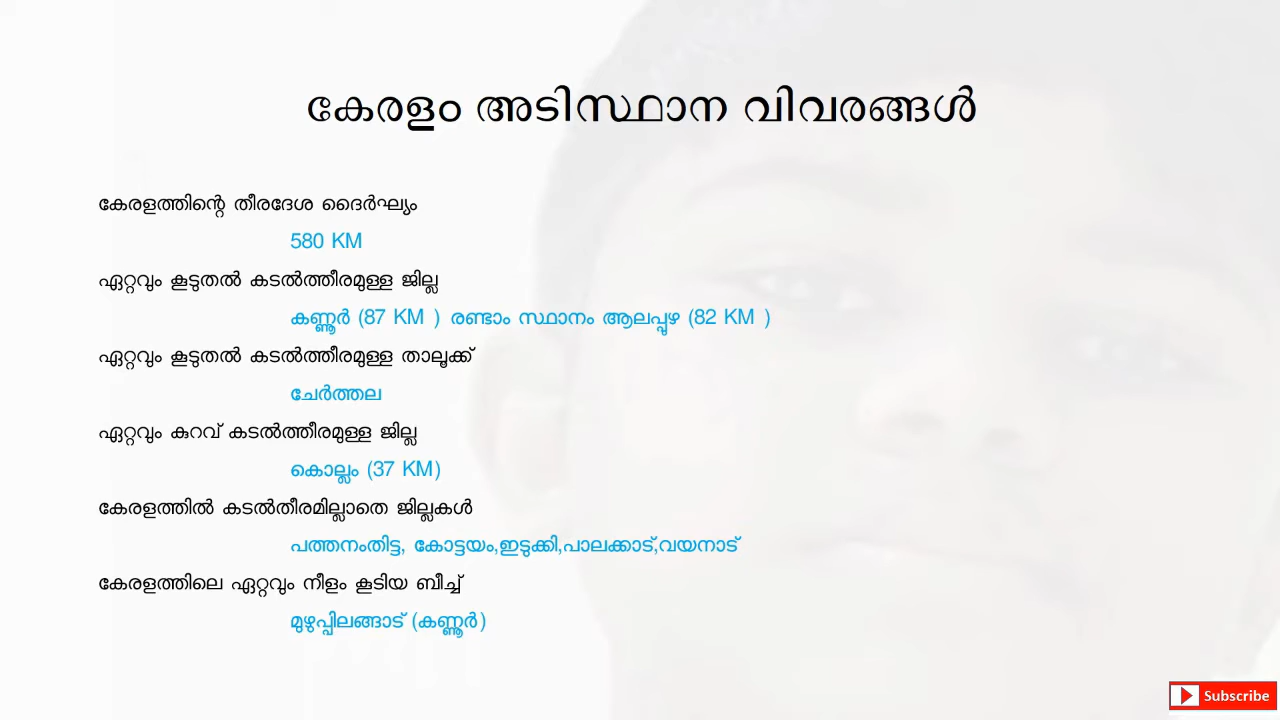 കേരളം അടിസ്ഥാന വിവരങ്ങൾ
കേരളത്തിന്റെ തീരദേശ ദൈർഘ്യം
580 KM
ഏറ്റവും കൂടുതൽ കടൽത്തീരമുള്ള ജില്ല
കണ്ണൂർ (87 KM ) രണ്ടാം സ്ഥാനം ആലപ്പുഴ (82 KM )
ഏറ്റവും കൂടുതൽ കടൽത്തീരമുള്ള താലൂക്ക്
ചേർത്തല
ഏറ്റവും കുറവ് കടൽത്തീരമുള്ള ജില്ല
കൊല്ലം (37 KM)
കേരളത്തിൽ കടൽതീരമില്ലാതെ ജില്ലകൾ
പത്തനംതിട്ട, കോട്ടയം,ഇടുക്കി,പാലക്കാട്,വയനാട്
കേരളത്തിലെ ഏറ്റവും നീളം കൂടിയ ബീച്ച്
മുഴുപ്പിലങ്ങാട് (കണ്ണൂർ)
Subscribe